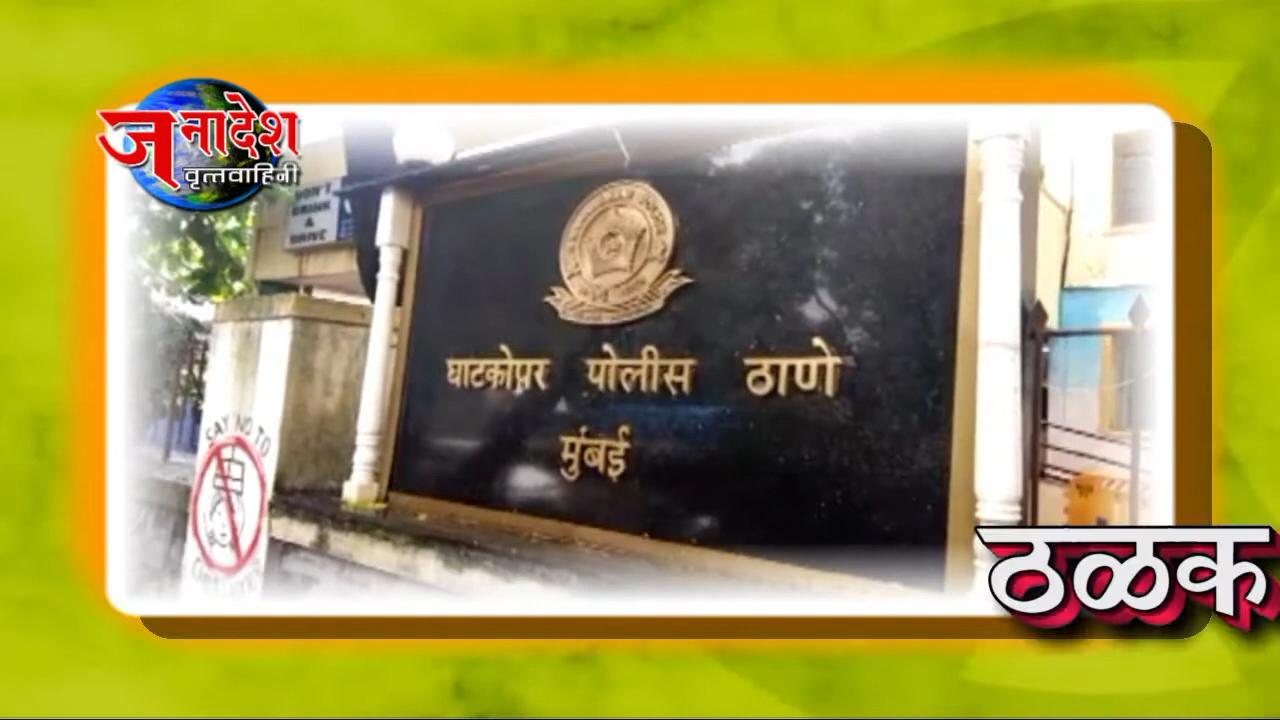 जनादेश
वृत्तवाहिनी
DON'T
DRINK
&
DRIVE
घाटकोपर पोलीस ठाणे
मुंबई
SAY NO TO
ठळक